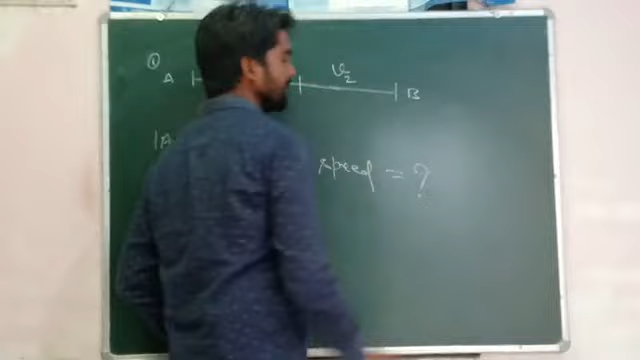 ① A V₂ B
|A speed = ?